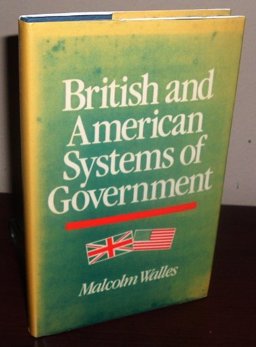 British and
American
Systems of
Government
Malcolm Walles